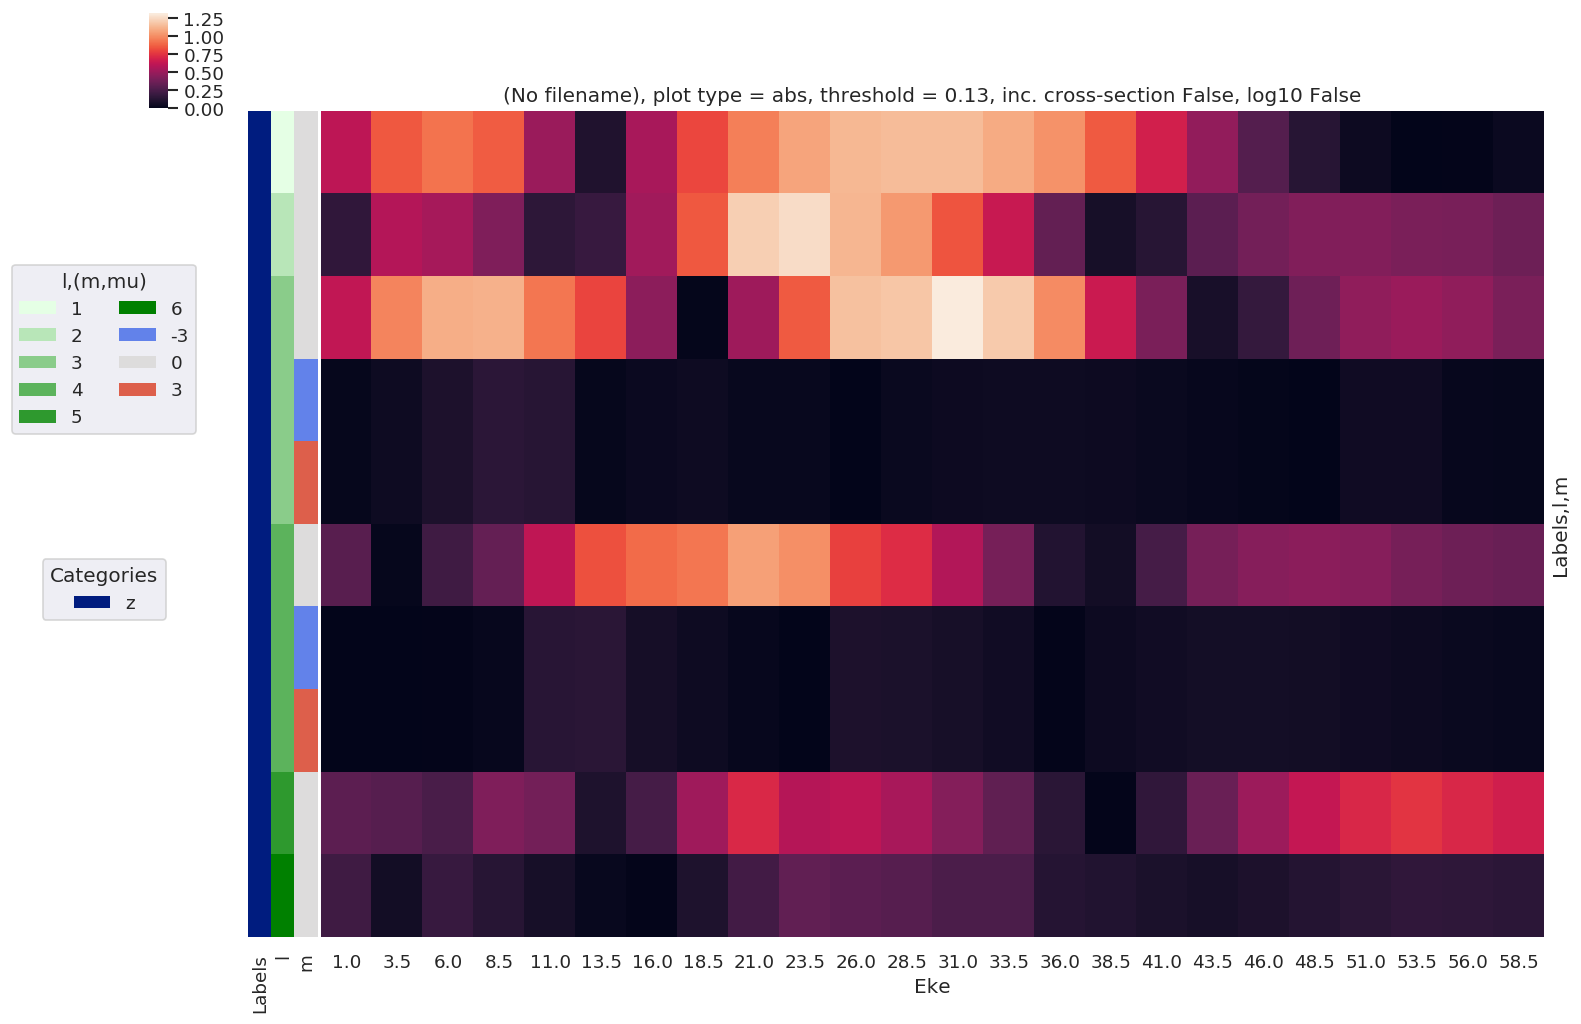 1.25
1.00
0.75
0.50
0.25
0.00
(No filename), plot type = abs, threshold = 0.13, inc. cross-section False, log10 False
l,(m,mu)
1 6
2 -3
3 0
4 3
5
Categories
z
Labels,l,m
Labels l m 1.0 3.5 6.0 8.5 11.0 13.5 16.0 18.5 21.0 23.5 26.0 28.5 31.0 33.5 36.0 38.5 41.0 43.5 46.0 48.5 51.0 53.5 56.0 58.5
Eke